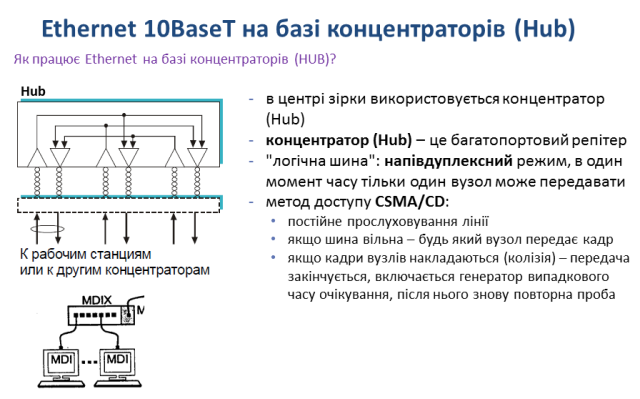 Ethernet 10BaseT на базі концентраторів (Hub)
Як працює Ethernet на базі концентраторів (HUB)?
Hub
К рабочим станциям
или к другим концентраторам
MDIX
M
MDI
MDI
- в центрі зірки використовується концентратор
(Hub)
- концентратор (Hub) – це багатопортовий репітер
- "логічна шина": напівдуплексний режим, в один
момент часу тільки один вузол може передавати
- метод доступу CSMA/CD:
• постійне прослуховування лінії
• якщо шина вільна – будь який вузол передає кадр
• якщо кадри вузлів накладаються (колізія) – передача
закінчується, включається генератор випадкового
часу очікування, після нього знову повторна проба